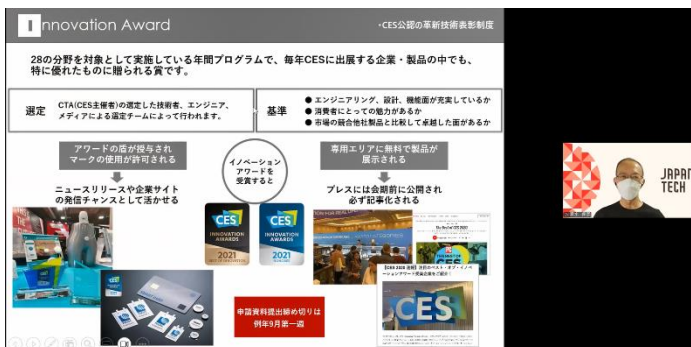 Innovation Award
・CES公認の革新技術表彰制度
28の分野を対象として実施している年間プログラムで、毎年CESに出展する企業・製品の中でも、
特に優れたものに贈られる賞です。
選定
CTA(CES主催者)の選定した技術者、エンジニア、
メディアによる選定チームによって行われます。
基準
● エンジニアリング、設計、機能面が充実しているか
● 消費者にとっての魅力があるか
● 市場の競合他社製品と比較して卓越した面があるか
アワードの盾が授与され
マークの使用が許可される
イノベーション
アワードを
受賞すると
専用エリアに無料で製品が
展示される
ニュースリリースや企業サイト
の発信チャンスとして活かせる
プレスには会期前に公開され
必ず記事化される
CES
INNOVATION
AWARDS
2021
CES
INNOVATION
AWARDS
2021
CES
申請資料提出締め切りは
例年9月第一週
JAPAN
TECH